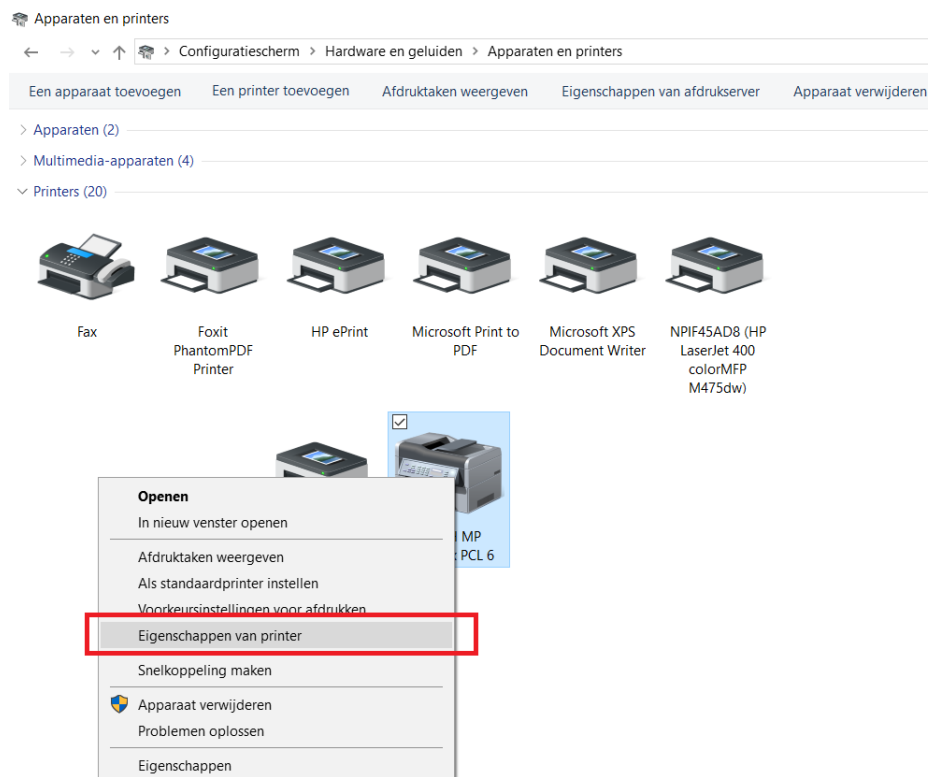 Apparaten en printers
Configuratiescherm > Hardware en geluiden > Apparaten en printers
Een apparaat toevoegen Een printer toevoegen Afdruktaken weergeven Eigenschappen van afdrukserver Apparaat verwijderen
Apparaten (2)
Multimedia-apparaten (4)
Printers (20)
Fax
Foxit
PhantomPDF
Printer
HP ePrint
Microsoft Print to
PDF
Microsoft XPS
Document Writer
NPIF45AD8 (HP
LaserJet 400
colorMFP
M475dw)
MP
PCL 6
Openen
In nieuw venster openen
Afdruktaken weergeven
Als standaardprinter instellen
Voorkeursinstellingen voor afdrukken
Eigenschappen van printer
Snelkoppeling maken
Apparaat verwijderen
Problemen oplossen
Eigenschappen